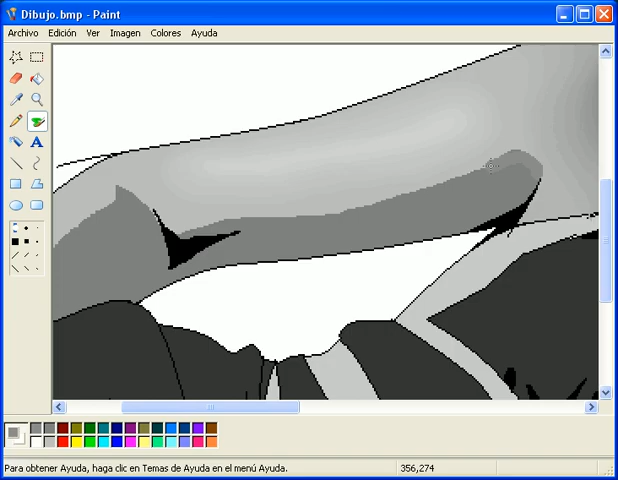 Dibujo.bmp - Paint
Archivo Edición Ver Imagen Colores Ayuda
A
Para obtener Ayuda, haga clic en Temas de Ayuda en el menú Ayuda.
356,274